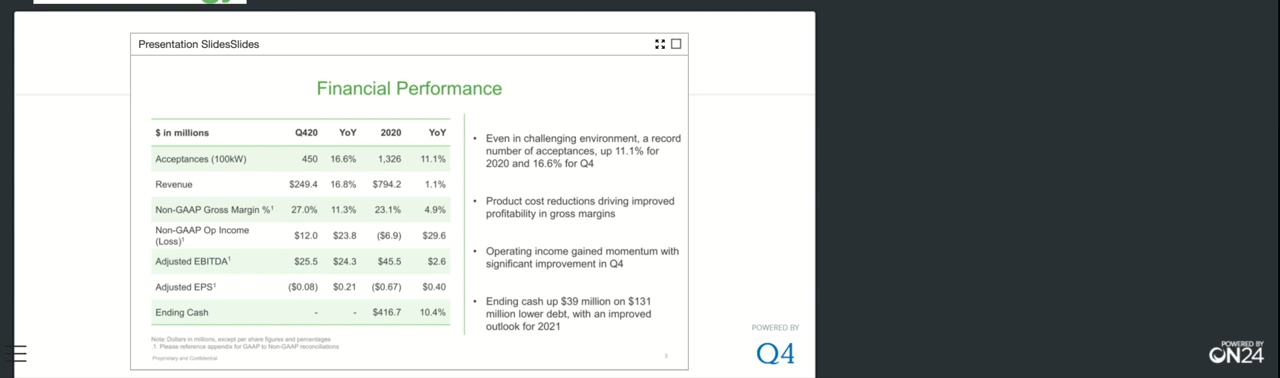 Presentation SlidesSlides
Financial Performance
$ in millions Q420 YoY 2020 YoY
Acceptances (100kW) 450 16.6% 1,326 11.1%
Revenue $249.4 16.8% $794.2 1.1%
Non-GAAP Gross Margin %¹ 27.0% 11.3% 23.1% 4.9%
Non-GAAP Op Income
(Loss)¹ $12.0 $23.8 ($6.9) $29.6
Adjusted EBITDA¹ $25.5 $24.3 $45.5 $2.6
Adjusted EPS¹ ($0.08) $0.21 ($0.67) $0.40
Ending Cash - - $416.7 10.4%
Note: Dollars in millions, except per share figures and percentages
.1. Please reference appendix for GAAP to Non-GAAP reconciliations
Proprietary and Confidential
• Even in challenging environment, a record
number of acceptances, up 11.1% for
2020 and 16.6% for Q4
• Product cost reductions driving improved
profitability in gross margins
• Operating income gained momentum with
significant improvement in Q4
• Ending cash up $39 million on $131
million lower debt, with an improved
outlook for 2021
3
POWERED BY
Q4
POWERED BY
ON24